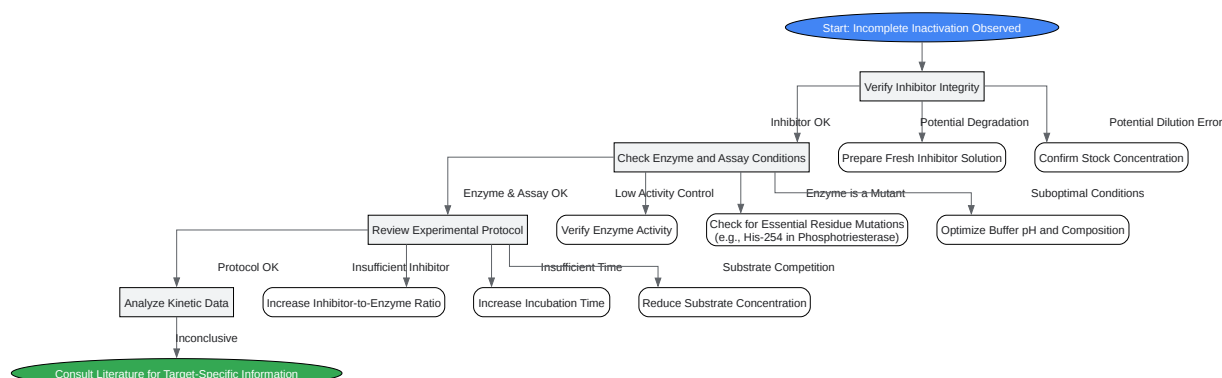 Start: Incomplete Inactivation Observed
Verify Inhibitor Integrity
Inhibitor OK
Potential Degradation
Potential Dilution Error
Check Enzyme and Assay Conditions
Prepare Fresh Inhibitor Solution
Confirm Stock Concentration
Enzyme & Assay OK
Low Activity Control
Enzyme is a Mutant
Suboptimal Conditions
Review Experimental Protocol
Verify Enzyme Activity
Check for Essential Residue Mutations
(e.g., His-254 in Phosphotriesterase)
Optimize Buffer pH and Composition
Protocol OK
Insufficient Inhibitor
Insufficient Time
Substrate Competition
Analyze Kinetic Data
Increase Inhibitor-to-Enzyme Ratio
Increase Incubation Time
Reduce Substrate Concentration
Inconclusive
Consult Literature for Target-Specific Information